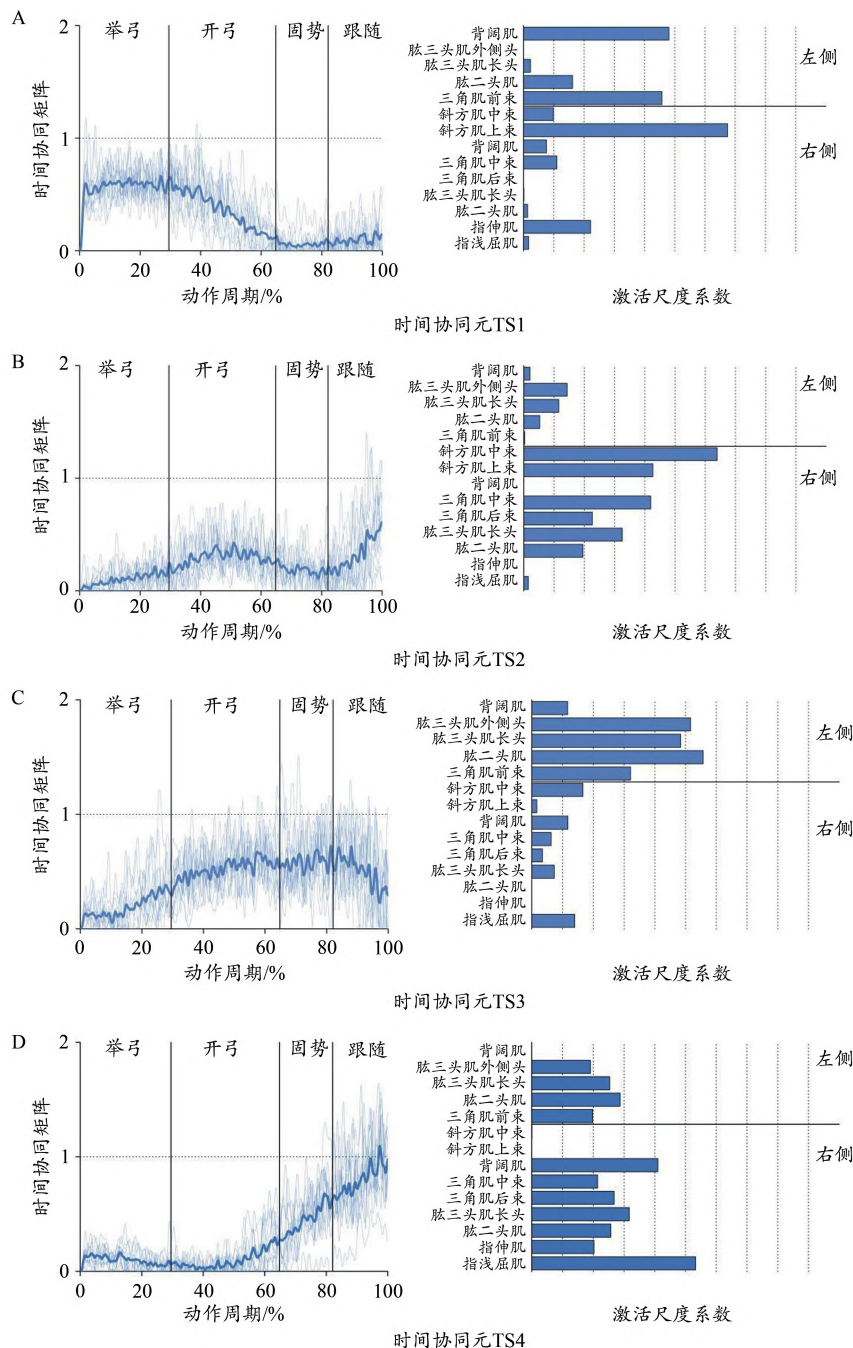 A
时间协同矩阵
2
1
0
举弓 开弓 固势 跟随
0 20 40 60 80 100
动作周期/%
背阔肌
肱三头肌外侧头
肱三头肌长头
肱二头肌
三角肌前束
斜方肌中束
斜方肌上束
背阔肌
三角肌中束
三角肌后束
肱三头肌长头
肱二头肌
指伸肌
指浅屈肌
左侧
右侧
激活尺度系数
时间协同元TS1
B
时间协同矩阵
2
1
0
举弓 开弓 固势 跟随
0 20 40 60 80 100
动作周期/%
背阔肌
肱三头肌外侧头
肱三头肌长头
肱二头肌
三角肌前束
斜方肌中束
斜方肌上束
背阔肌
三角肌中束
三角肌后束
肱三头肌长头
肱二头肌
指伸肌
指浅屈肌
左侧
右侧
激活尺度系数
时间协同元TS2
C
时间协同矩阵
2
1
0
举弓 开弓 固势 跟随
0 20 40 60 80 100
动作周期/%
背阔肌
肱三头肌外侧头
肱三头肌长头
肱二头肌
三角肌前束
斜方肌中束
斜方肌上束
背阔肌
三角肌中束
三角肌后束
肱三头肌长头
肱二头肌
指伸肌
指浅屈肌
左侧
右侧
激活尺度系数
时间协同元TS3
D
时间协同矩阵
2
1
0
举弓 开弓 固势 跟随
0 20 40 60 80 100
动作周期/%
背阔肌
肱三头肌外侧头
肱三头肌长头
肱二头肌
三角肌前束
斜方肌中束
斜方肌上束
背阔肌
三角肌中束
三角肌后束
肱三头肌长头
肱二头肌
指伸肌
指浅屈肌
左侧
右侧
激活尺度系数
时间协同元TS4